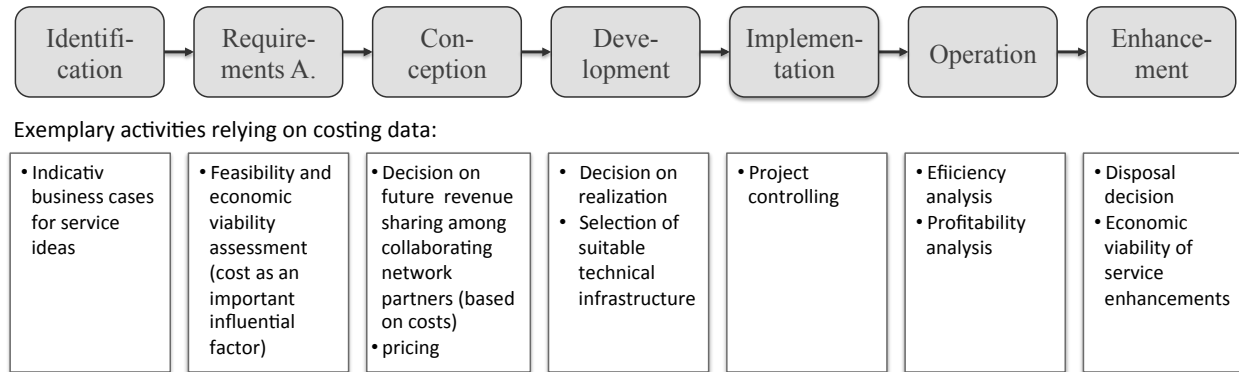 Identifi-
cation
Require-
ments A.
Con-
ception
Deve-
lopment
Implemen-
tation
Operation
Enhance-
ment
Exemplary activities relying on costing data:
• Indicativ
business cases
for service
ideas
• Feasibility and
economic
viability
assessment
(cost as an
important
influential
factor)
• Decision on
future revenue
sharing among
collaborating
network
partners (based
on costs)
• pricing
• Decision on
realization
• Selection of
suitable
technical
infrastructure
• Project
controlling
• Efiiciency
analysis
• Profitability
analysis
• Disposal
decision
• Economic
viability of
service
enhancements